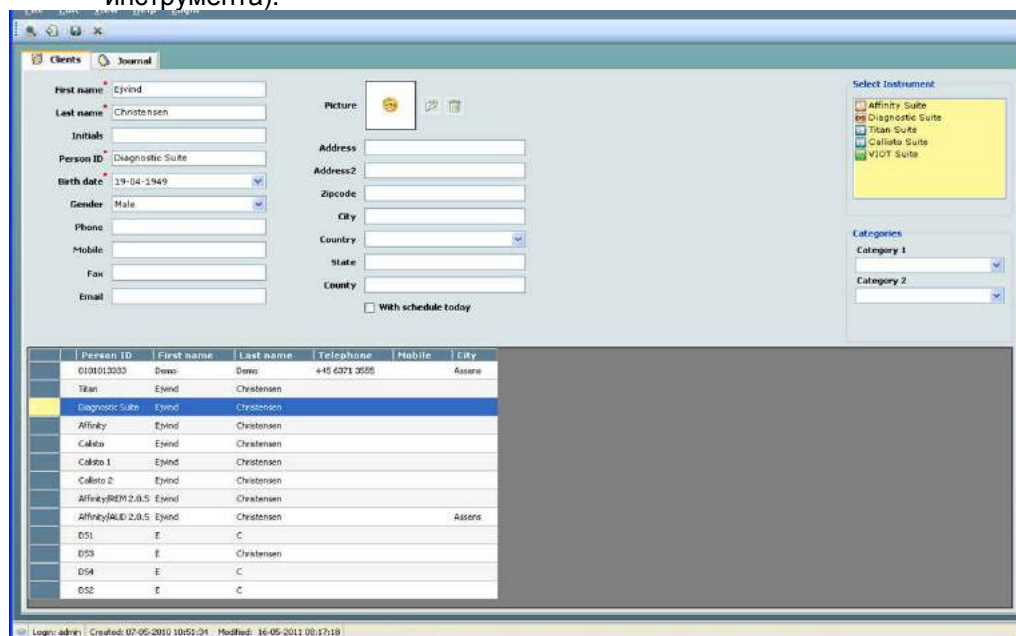 инструмента).
File Edit View Help Login
Clients Journal
First name * Ejvind
Last name * Christensen
Initials
Person ID * Diagnostic Suite
Birth date * 19-04-1949
Gender Male
Phone
Mobile
Fax
Email
Picture
Address
Address2
Zipcode
City
Country
State
County
With schedule today
Select Instrument
Affinity Suite
Diagnostic Suite
Titan Suite
Callisto Suite
VIOT Suite
Categories
Category 1
Category 2
Person ID First name Last name Telephone Mobile City
0101013333 Demo Demo +45 6371 3555 Assens
Titan Ejvind Christensen
Diagnostic Suite Ejvind Christensen
Affinity Ejvind Christensen
Calisto Ejvind Christensen
Calisto 1 Ejvind Christensen
Callisto 2 Ejvind Christensen
Affinity/REM 2.0.5 Ejvind Christensen
Affinity/AUD 2.0.5 Ejvind Christensen Assens
DS1 E C
DS3 E Christensen
DS4 E C
DS2 E C
Login: admin Created: 07-05-2010 10:51:34 Modified: 16-05-2011 08:17:18